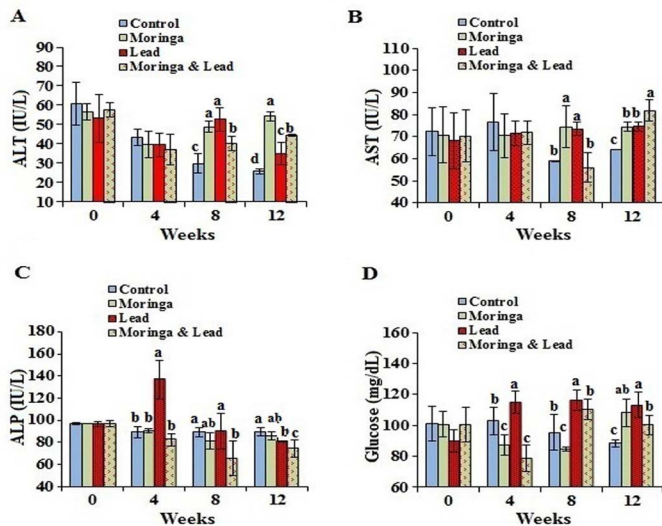 A
Control
Moringa
Lead
Moringa & Lead
ALT (IU/L)
90
80
70
60
50
40
30
20
10
c a a b
d a c b
0 4 8 12
Weeks
B
Control
Moringa
Lead
Moringa & Lead
AST (IU/L)
110
100
90
80
70
60
50
40
b a a b
c b b a
0 4 8 12
Weeks
C
Control
Moringa
Lead
Moringa & Lead
ALP (IU/L)
180
160
140
120
100
80
60
40
b b a b
a ab a b
a ab b c
0 4 8 12
Weeks
D
Control
Moringa
Lead
Moringa & Lead
Glucose (mg/dL)
160
140
120
100
80
60
b c a c
b c a b
c ab a b
0 4 8 12
Weeks